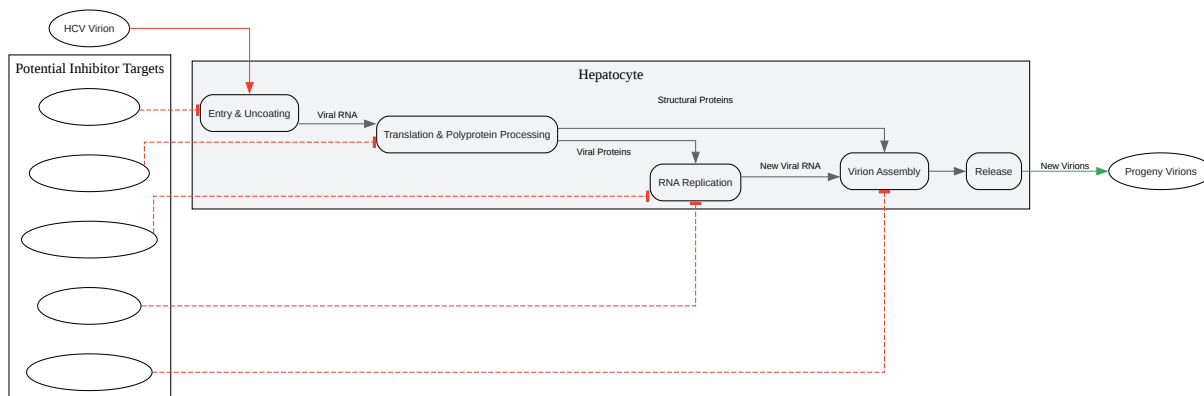 HCV Virion
Potential Inhibitor Targets
Hepatocyte
Entry & Uncoating
Viral RNA
Translation & Polyprotein Processing
Structural Proteins
Viral Proteins
RNA Replication
New Viral RNA
Virion Assembly
Release
New Virions
Progeny Virions